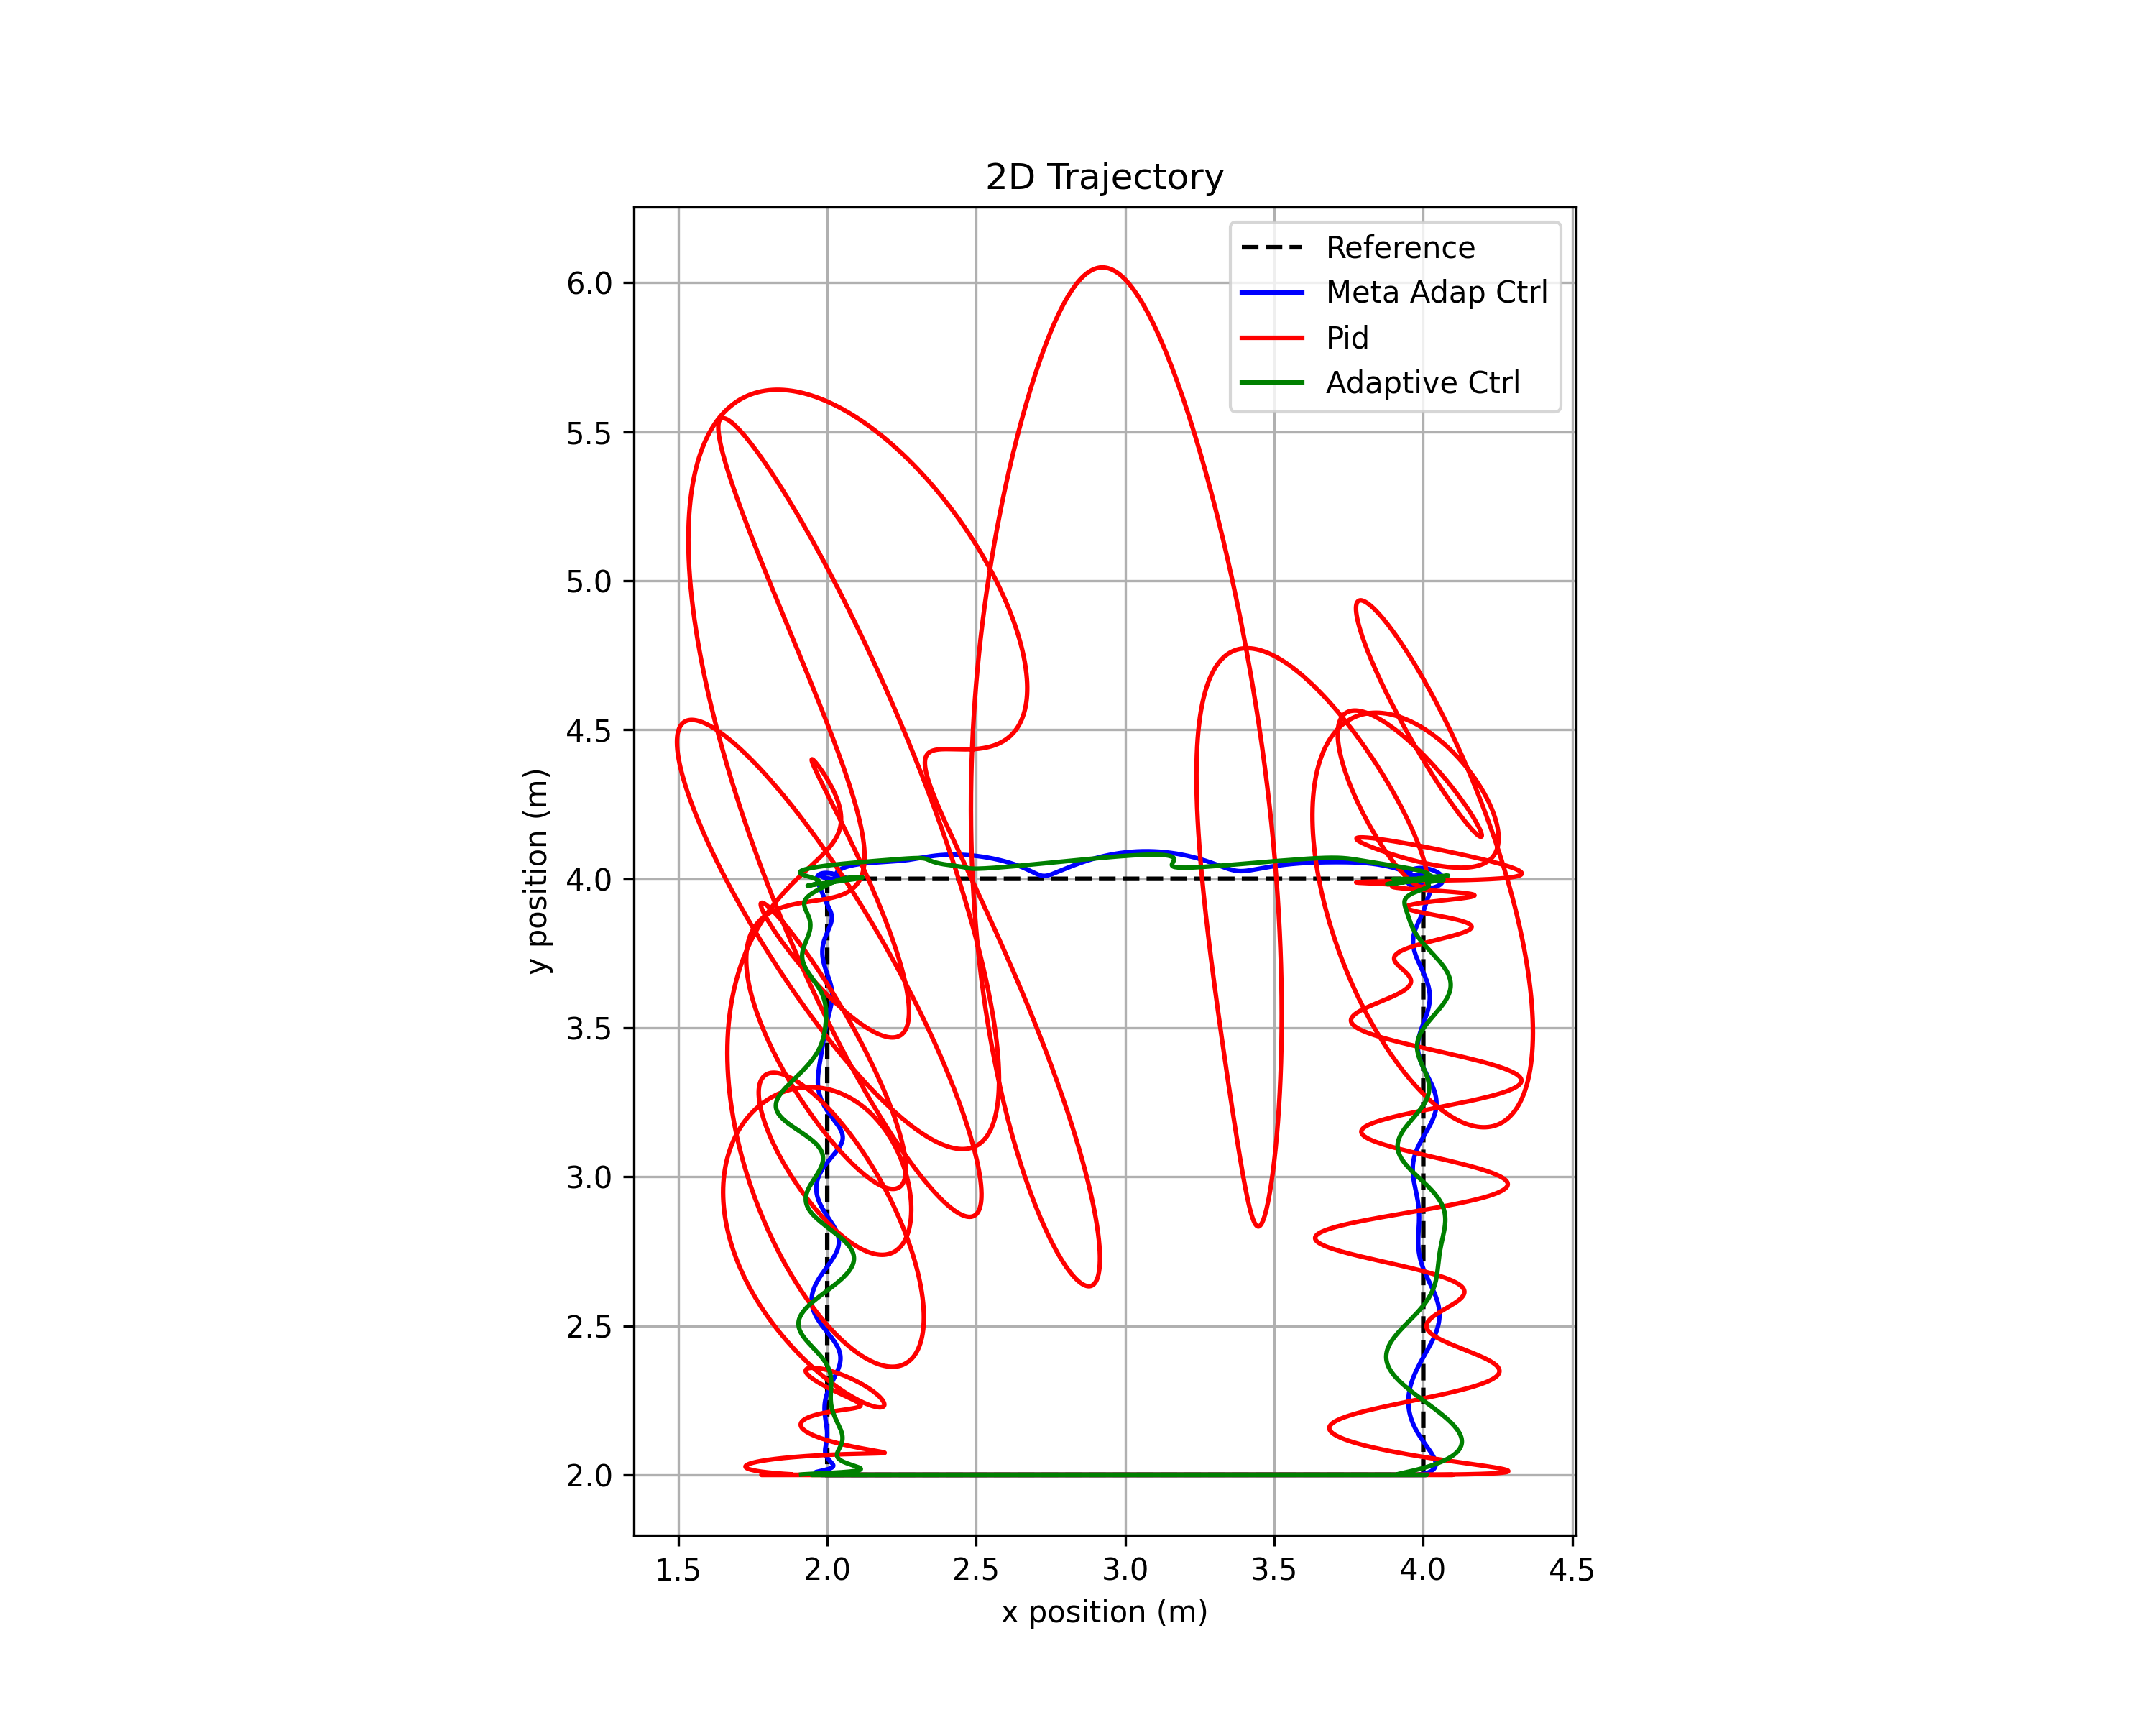 2D Trajectory
Reference
Meta Adap Ctrl
Pid
Adaptive Ctrl
6.0
5.5
5.0
4.5
4.0
3.5
3.0
2.5
2.0
y position (m)
1.5 2.0 2.5 3.0 3.5 4.0 4.5
x position (m)